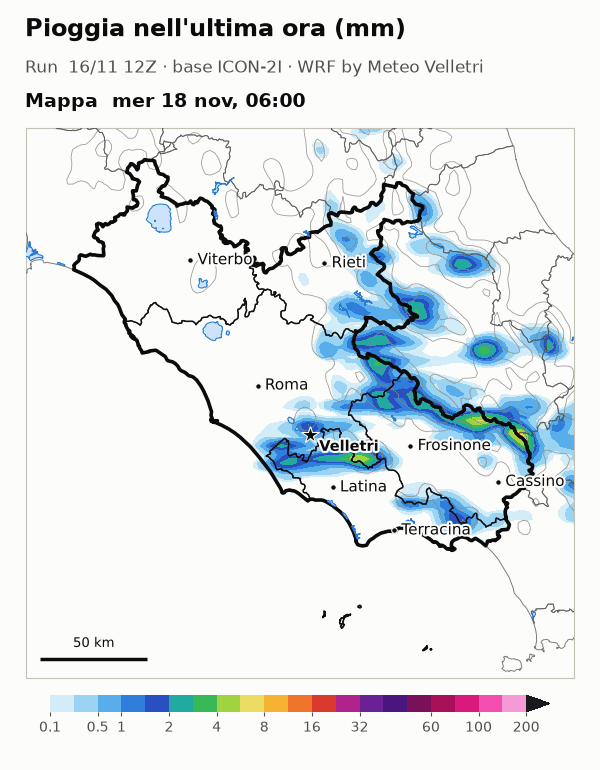 Pioggia nell'ultima ora (mm)
Run  16/11 12Z · base ICON-2I · WRF by Meteo Velletri
Mappa  mer 18 nov, 06:00
Viterbo
Rieti
Roma
Velletri
Frosinone
Cassino
Latina
Terracina
50 km
0.1 0.5 1 2 4 8 16 32 60 100 200